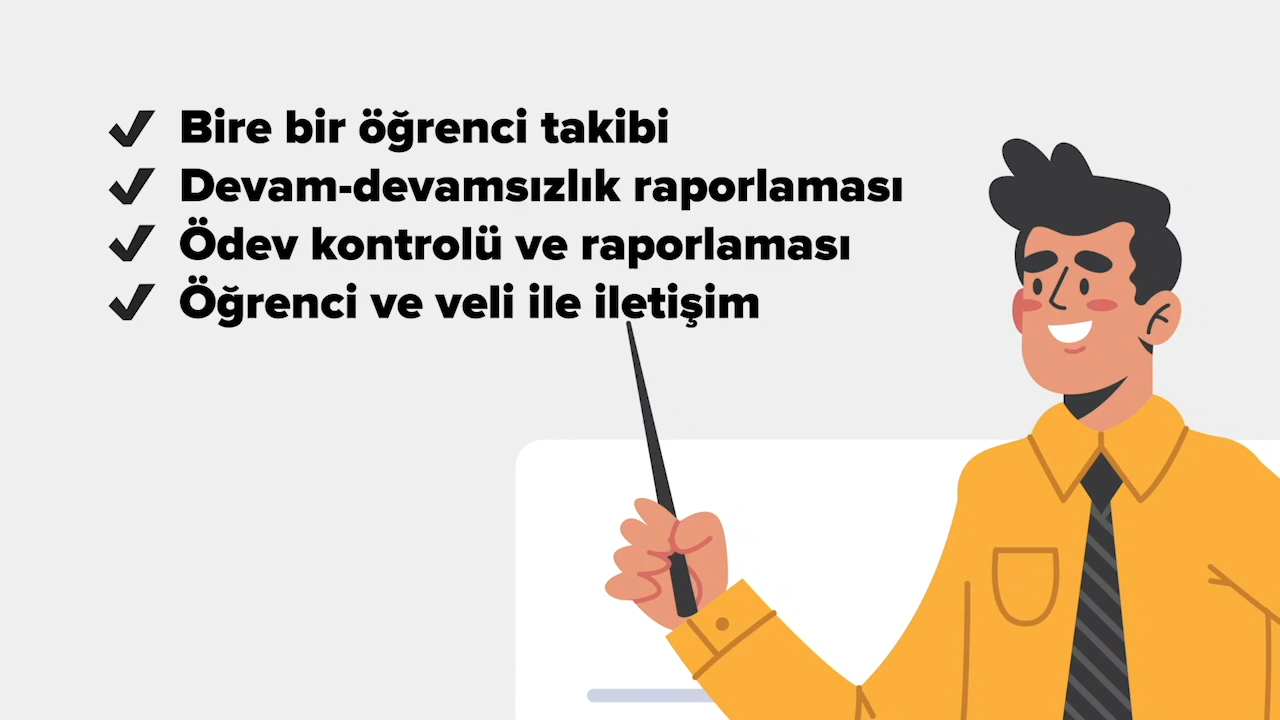 Bire bir öğrenci takibi
Devam-devamsızlık raporlaması
Ödev kontrolü ve raporlaması
Öğrenci ve veli ile iletişim